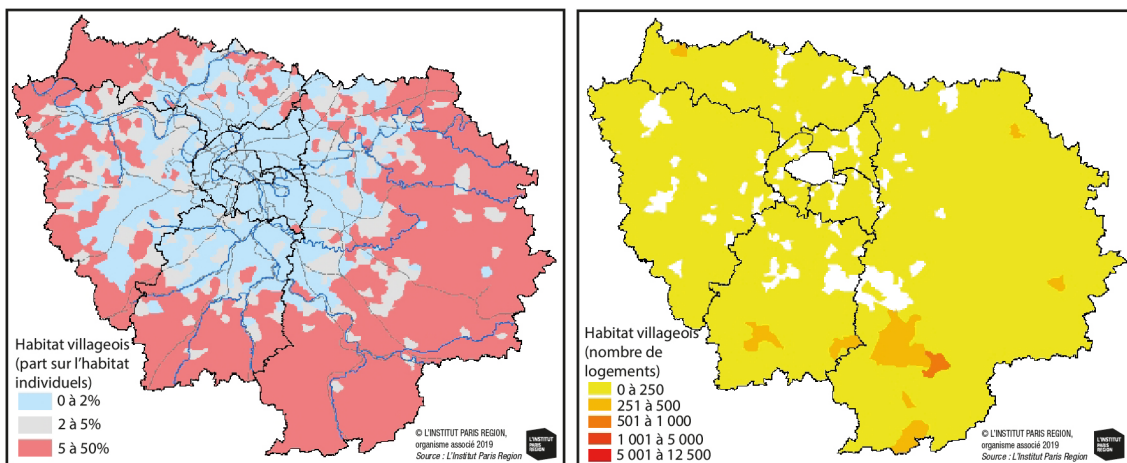 Habitat villageois
(part sur l'habitat
individuels)
0 à 2%
2 à 5%
5 à 50%
© L'INSTITUT PARIS REGION,
organisme associé 2019
Source : L'Institut Paris Region
L'INSTITUT
PARIS
REGION
Habitat villageois
(nombre de
logements)
0 à 250
251 à 500
501 à 1 000
1 001 à 5 000
5 001 à 12 500
© L'INSTITUT PARIS REGION,
organisme associé 2019
Source : L'Institut Paris Region
L'INSTITUT
PARIS
REGION